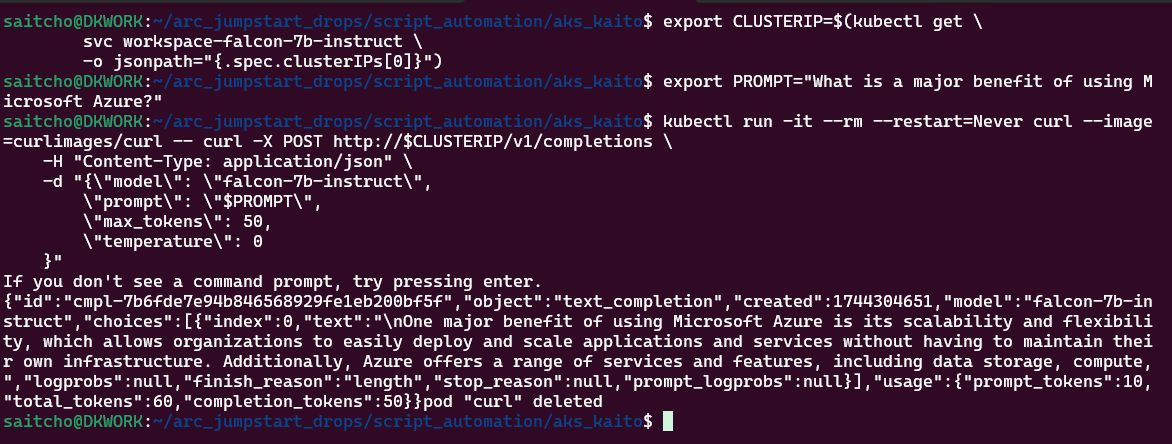 saitcho@DKWORK:~/arc_jumpstart_drops/script_automation/aks_kaito$ export CLUSTERIP=$(kubectl get \
        svc workspace-falcon-7b-instruct \
        -o jsonpath="{.spec.clusterIPs[0]}")
saitcho@DKWORK:~/arc_jumpstart_drops/script_automation/aks_kaito$ export PROMPT="What is a major benefit of using M
icrosoft Azure?"
saitcho@DKWORK:~/arc_jumpstart_drops/script_automation/aks_kaito$ kubectl run -it --rm --restart=Never curl --image
=curlimages/curl -- curl -X POST http://$CLUSTERIP/v1/completions \
    -H "Content-Type: application/json" \
    -d "{\"model\": \"falcon-7b-instruct\",
        \"prompt\": \"$PROMPT\",
        \"max_tokens\": 50,
        \"temperature\": 0
    }"
If you don't see a command prompt, try pressing enter.
{"id":"cmpl-7b6fde7e94b846568929fe1eb200bf5f","object":"text_completion","created":1744304651,"model":"falcon-7b-in
struct","choices":[{"index":0,"text":"\nOne major benefit of using Microsoft Azure is its scalability and flexibili
ty, which allows organizations to easily deploy and scale applications and services without having to maintain thei
r own infrastructure. Additionally, Azure offers a range of services and features, including data storage, compute,
","logprobs":null,"finish_reason":"length","stop_reason":null,"prompt_logprobs":null}],"usage":{"prompt_tokens":10,
"total_tokens":60,"completion_tokens":50}}pod "curl" deleted
saitcho@DKWORK:~/arc_jumpstart_drops/script_automation/aks_kaito$